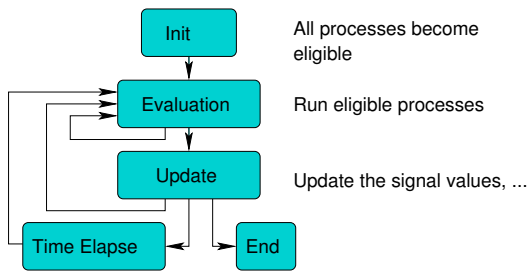 Init
All processes become
eligible
Evaluation
Run eligible processes
Update
Update the signal values, ...
Time Elapse
End